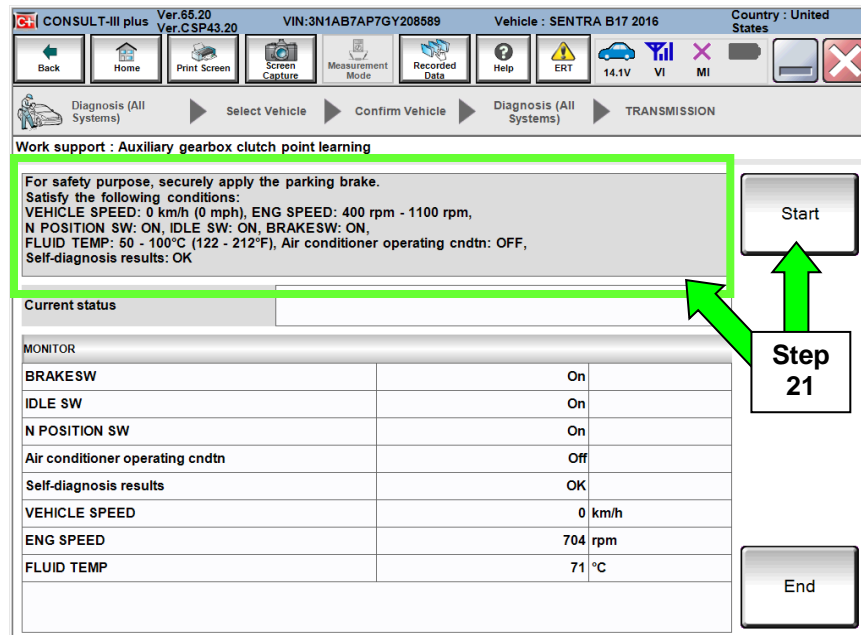 CONSULT-III plus Ver.65.20
Ver.CSP43.20
VIN:3N1AB7AP7GY208589
Vehicle : SENTRA B17 2016
Country : United
States
Back
Home
Print Screen
Screen
Capture
Measurement
Mode
Recorded
Data
Help
ERT
14.1V
VI
MI
Diagnosis (All
Systems)
Select Vehicle
Confirm Vehicle
Diagnosis (All
Systems)
TRANSMISSION
Work support : Auxiliary gearbox clutch point learning
For safety purpose, securely apply the parking brake.
Satisfy the following conditions:
VEHICLE SPEED: 0 km/h (0 mph), ENG SPEED: 400 rpm - 1100 rpm,
N POSITION SW: ON, IDLE SW: ON, BRAKESW: ON,
FLUID TEMP: 50 - 100°C (122 - 212°F), Air conditioner operating cndtn: OFF,
Self-diagnosis results: OK
Start
Current status
Step
21
MONITOR
BRAKESW On
IDLE SW On
N POSITION SW On
Air conditioner operating cndtn Off
Self-diagnosis results OK
VEHICLE SPEED 0 km/h
ENG SPEED 704 rpm
FLUID TEMP 71 °C
End